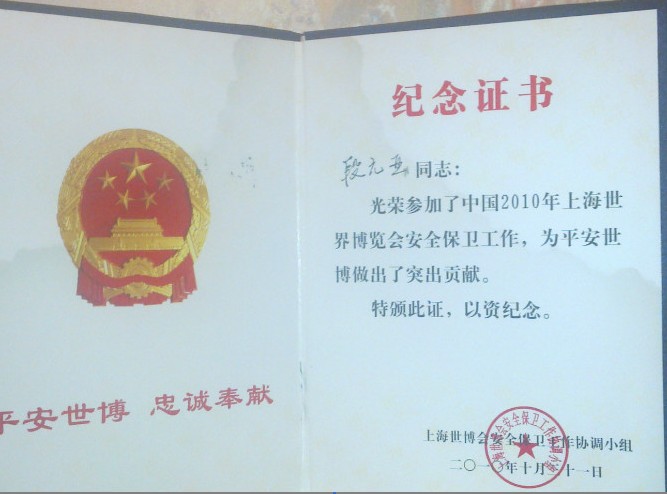 平安世博 忠诚奉献
纪念证书
段元亚同志：
光荣参加了中国2010年上海世
界博览会安全保卫工作，为平安世
博做出了突出贡献。
特颁此证，以资纪念。
上海世博会安全保卫工作协调小组
二〇一〇年十月三十一日